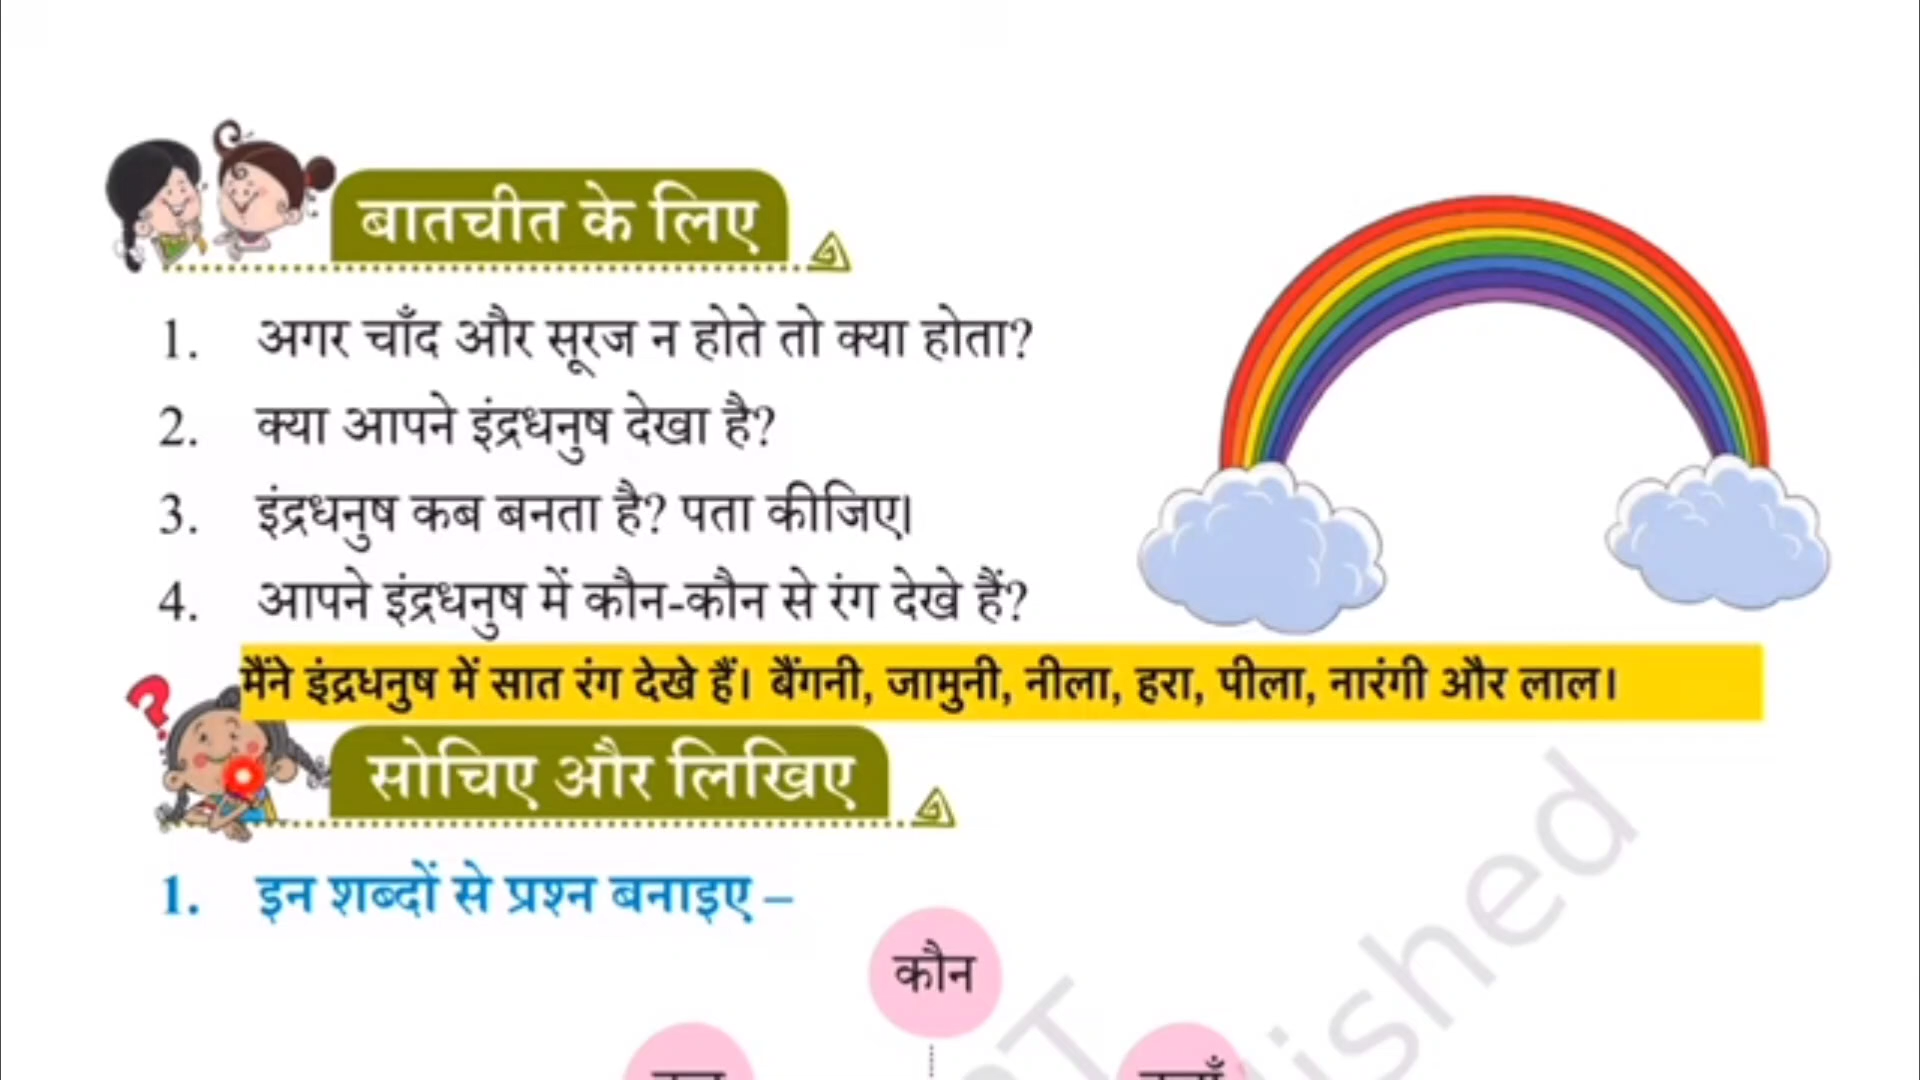 बातचीत के लिए
1. अगर चाँद और सूरज न होते तो क्या होता?
2. क्या आपने इंद्रधनुष देखा है?
3. इंद्रधनुष कब बनता है? पता कीजिए।
4. आपने इंद्रधनुष में कौन-कौन से रंग देखे हैं?
मैंने इंद्रधनुष में सात रंग देखे हैं। बैंगनी, जामुनी, नीला, हरा, पीला, नारंगी और लाल।
?
सोचिए और लिखिए
1. इन शब्दों से प्रश्न बनाइए –
कौन